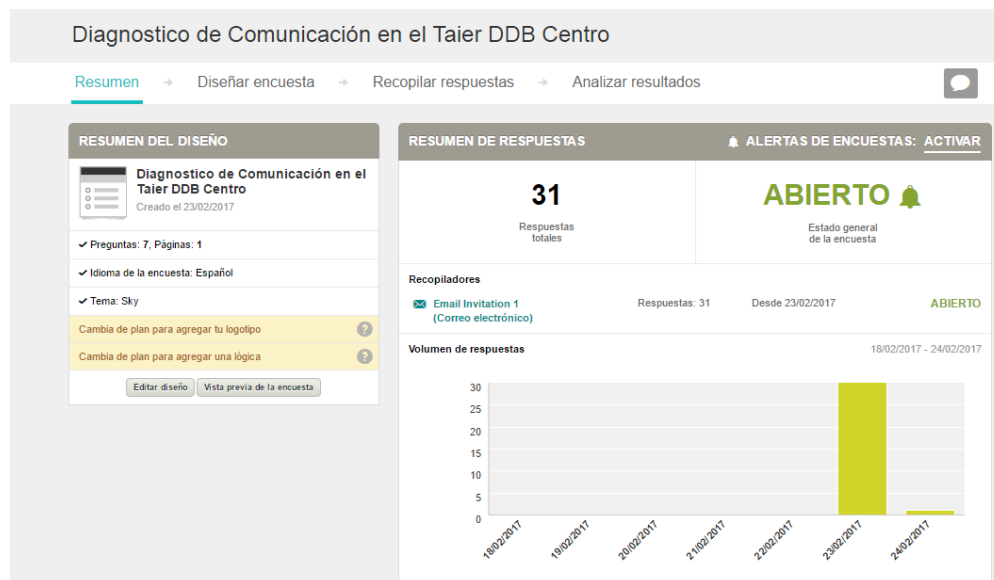 Diagnostico de Comunicación en el Taier DDB Centro
Resumen → Diseñar encuesta → Recopilar respuestas → Analizar resultados
RESUMEN DEL DISEÑO
Diagnostico de Comunicación en el
Taier DDB Centro
Creado el 23/02/2017
✔ Preguntas: 7, Páginas: 1
✔ Idioma de la encuesta: Español
✔ Tema: Sky
Cambia de plan para agregar tu logotipo ?
Cambia de plan para agregar una lógica ?
Editar diseño Vista previa de la encuesta
RESUMEN DE RESPUESTAS ALERTAS DE ENCUESTAS: ACTIVAR
31
Respuestas
totales
ABIERTO
Estado general
de la encuesta
Recopiladores
Email Invitation 1 Respuestas: 31 Desde 23/02/2017 ABIERTO
(Correo electrónico)
Volumen de respuestas 18/02/2017 - 24/02/2017
30
25
20
15
10
5
0
18/02/2017 19/02/2017 20/02/2017 21/02/2017 22/02/2017 23/02/2017 24/02/2017